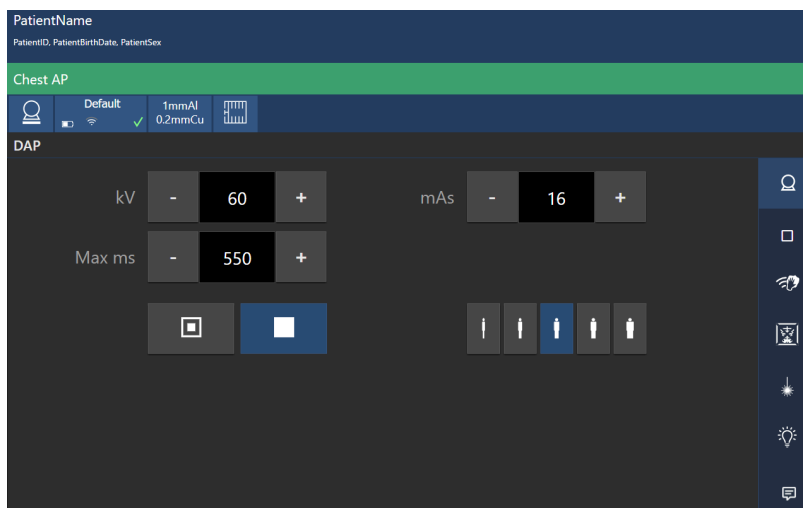 PatientName
PatientID, PatientBirthDate, PatientSex
Chest AP
Default 1mmAl
0.2mmCu
DAP
kV - 60 + mAs - 16 +
Max ms - 550 +